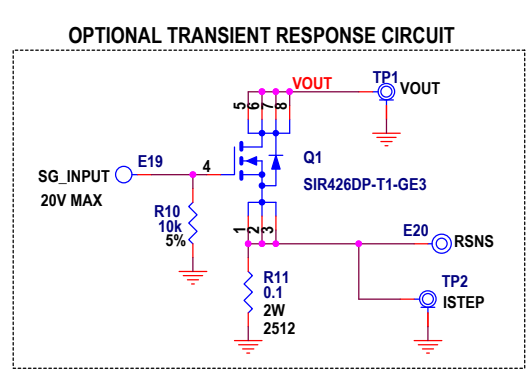 OPTIONAL TRANSIENT RESPONSE CIRCUIT
VOUT
TP1
VOUT
5
6
7
8
E19
SG_INPUT
20V MAX
4
Q1
SIR426DP-T1-GE3
R10
10k
5%
1
2
3
E20
RSNS
R11
0.1
2W
2512
TP2
ISTEP